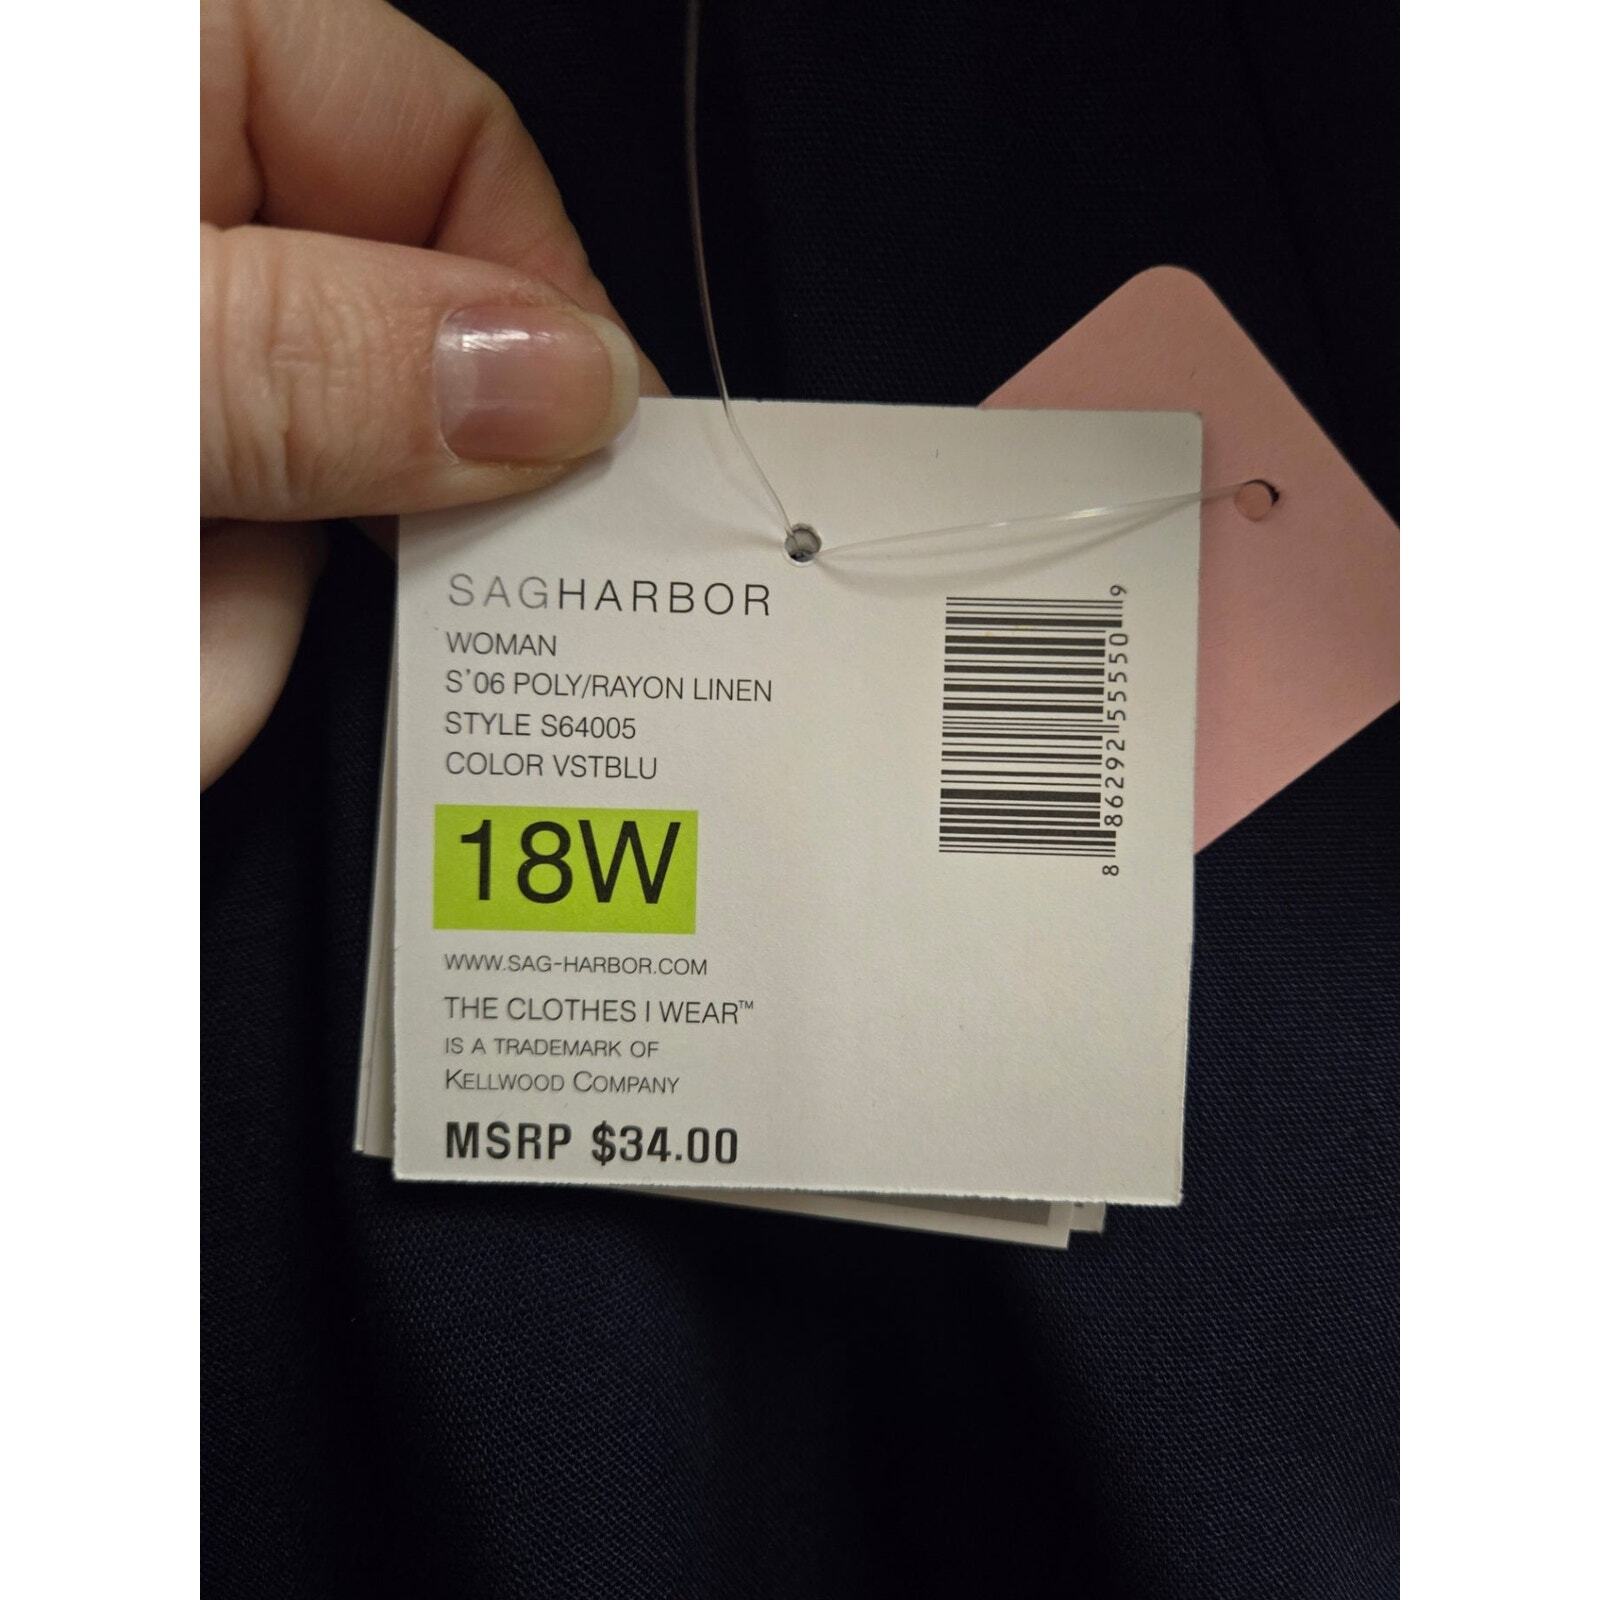 SAGHARBOR
WOMAN
S'06 POLY/RAYON LINEN
STYLE S64005
COLOR VSTBLU
18W
WWW.SAG-HARBOR.COM
THE CLOTHES I WEAR™
IS A TRADEMARK OF
KELLWOOD COMPANY
MSRP $34.00
8 86292 55550 9